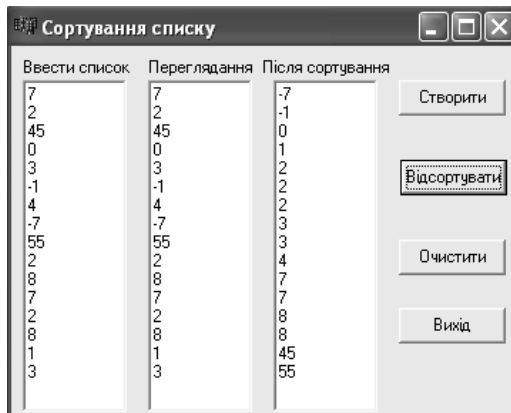 Сортування списку
Ввести список Переглядання Після сортування
7 7 -7
2 2 -1
45 45 0
0 0 1
3 3 2
-1 -1 2
4 4 2
-7 -7 3
55 55 3
2 2 4
8 8 7
7 7 7
2 2 8
8 8 8
1 1 45
3 3 55
Створити
Відсортувати
Очистити
Вихід